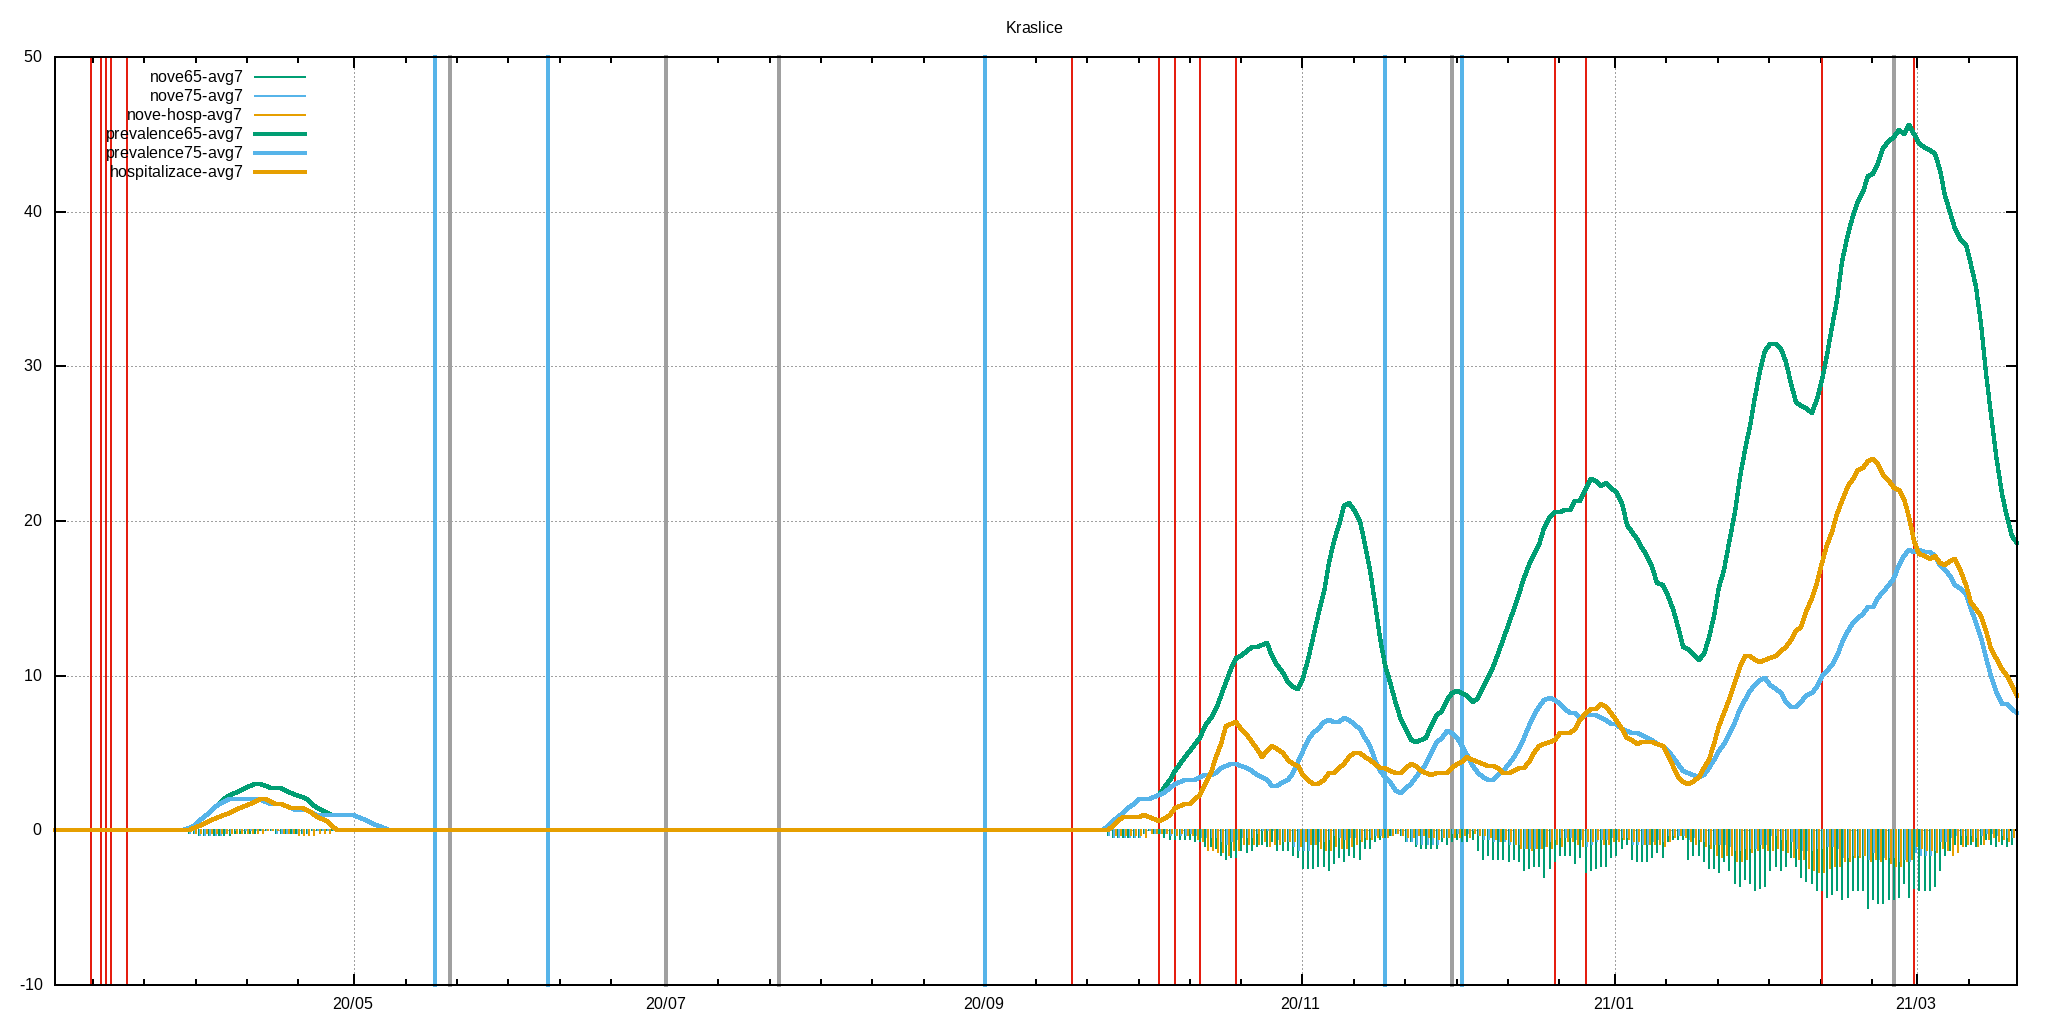 Kraslice
50
nove65-avg7
nove75-avg7
nove-hosp-avg7
prevalence65-avg7
prevalence75-avg7
hospitalizace-avg7
40
30
20
10
0
-10
20/05 20/07 20/09 20/11 21/01 21/03